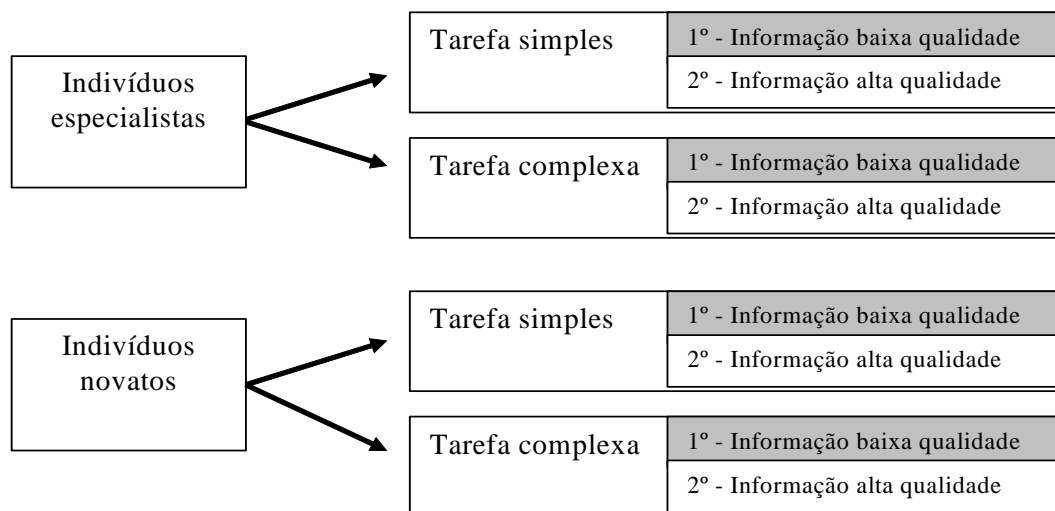 Indivíduos
especialistas
Tarefa simples
1º - Informação baixa qualidade
2º - Informação alta qualidade
Tarefa complexa
1º - Informação baixa qualidade
2º - Informação alta qualidade
Indivíduos
novatos
Tarefa simples
1º - Informação baixa qualidade
2º - Informação alta qualidade
Tarefa complexa
1º - Informação baixa qualidade
2º - Informação alta qualidade